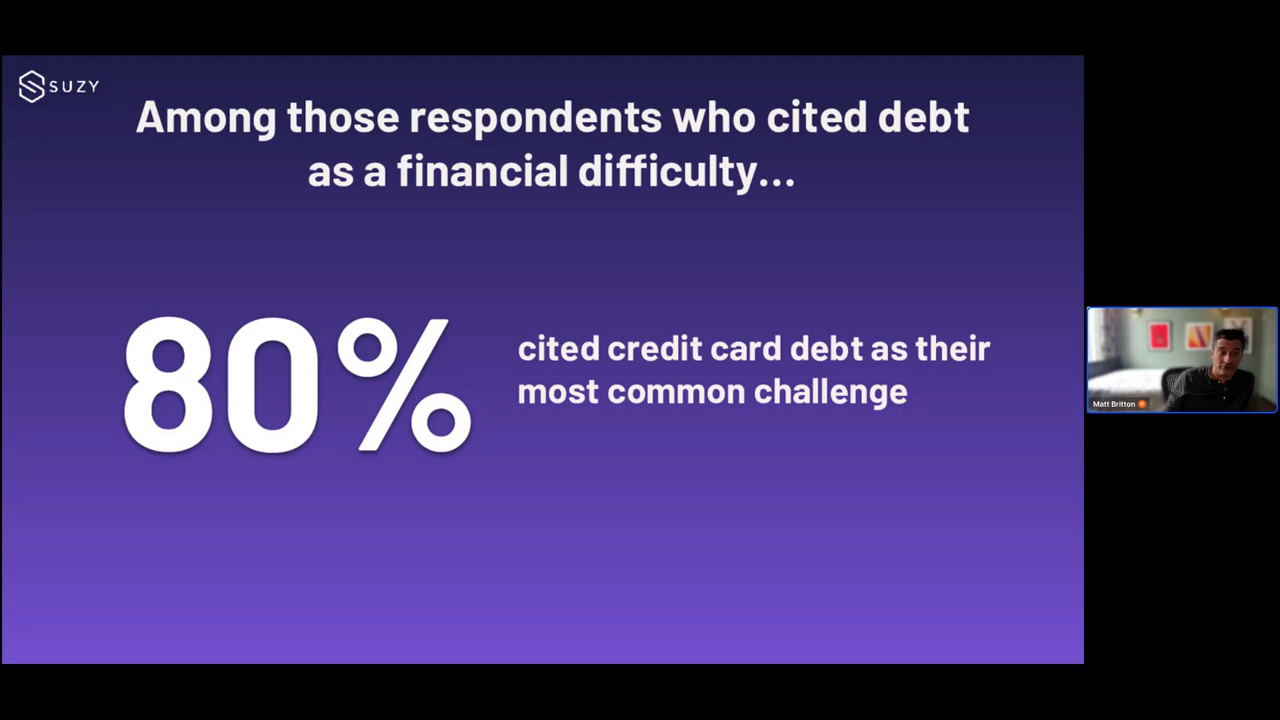 SUZY
Among those respondents who cited debt
as a financial difficulty...
80%
cited credit card debt as their
most common challenge
Matt Britton